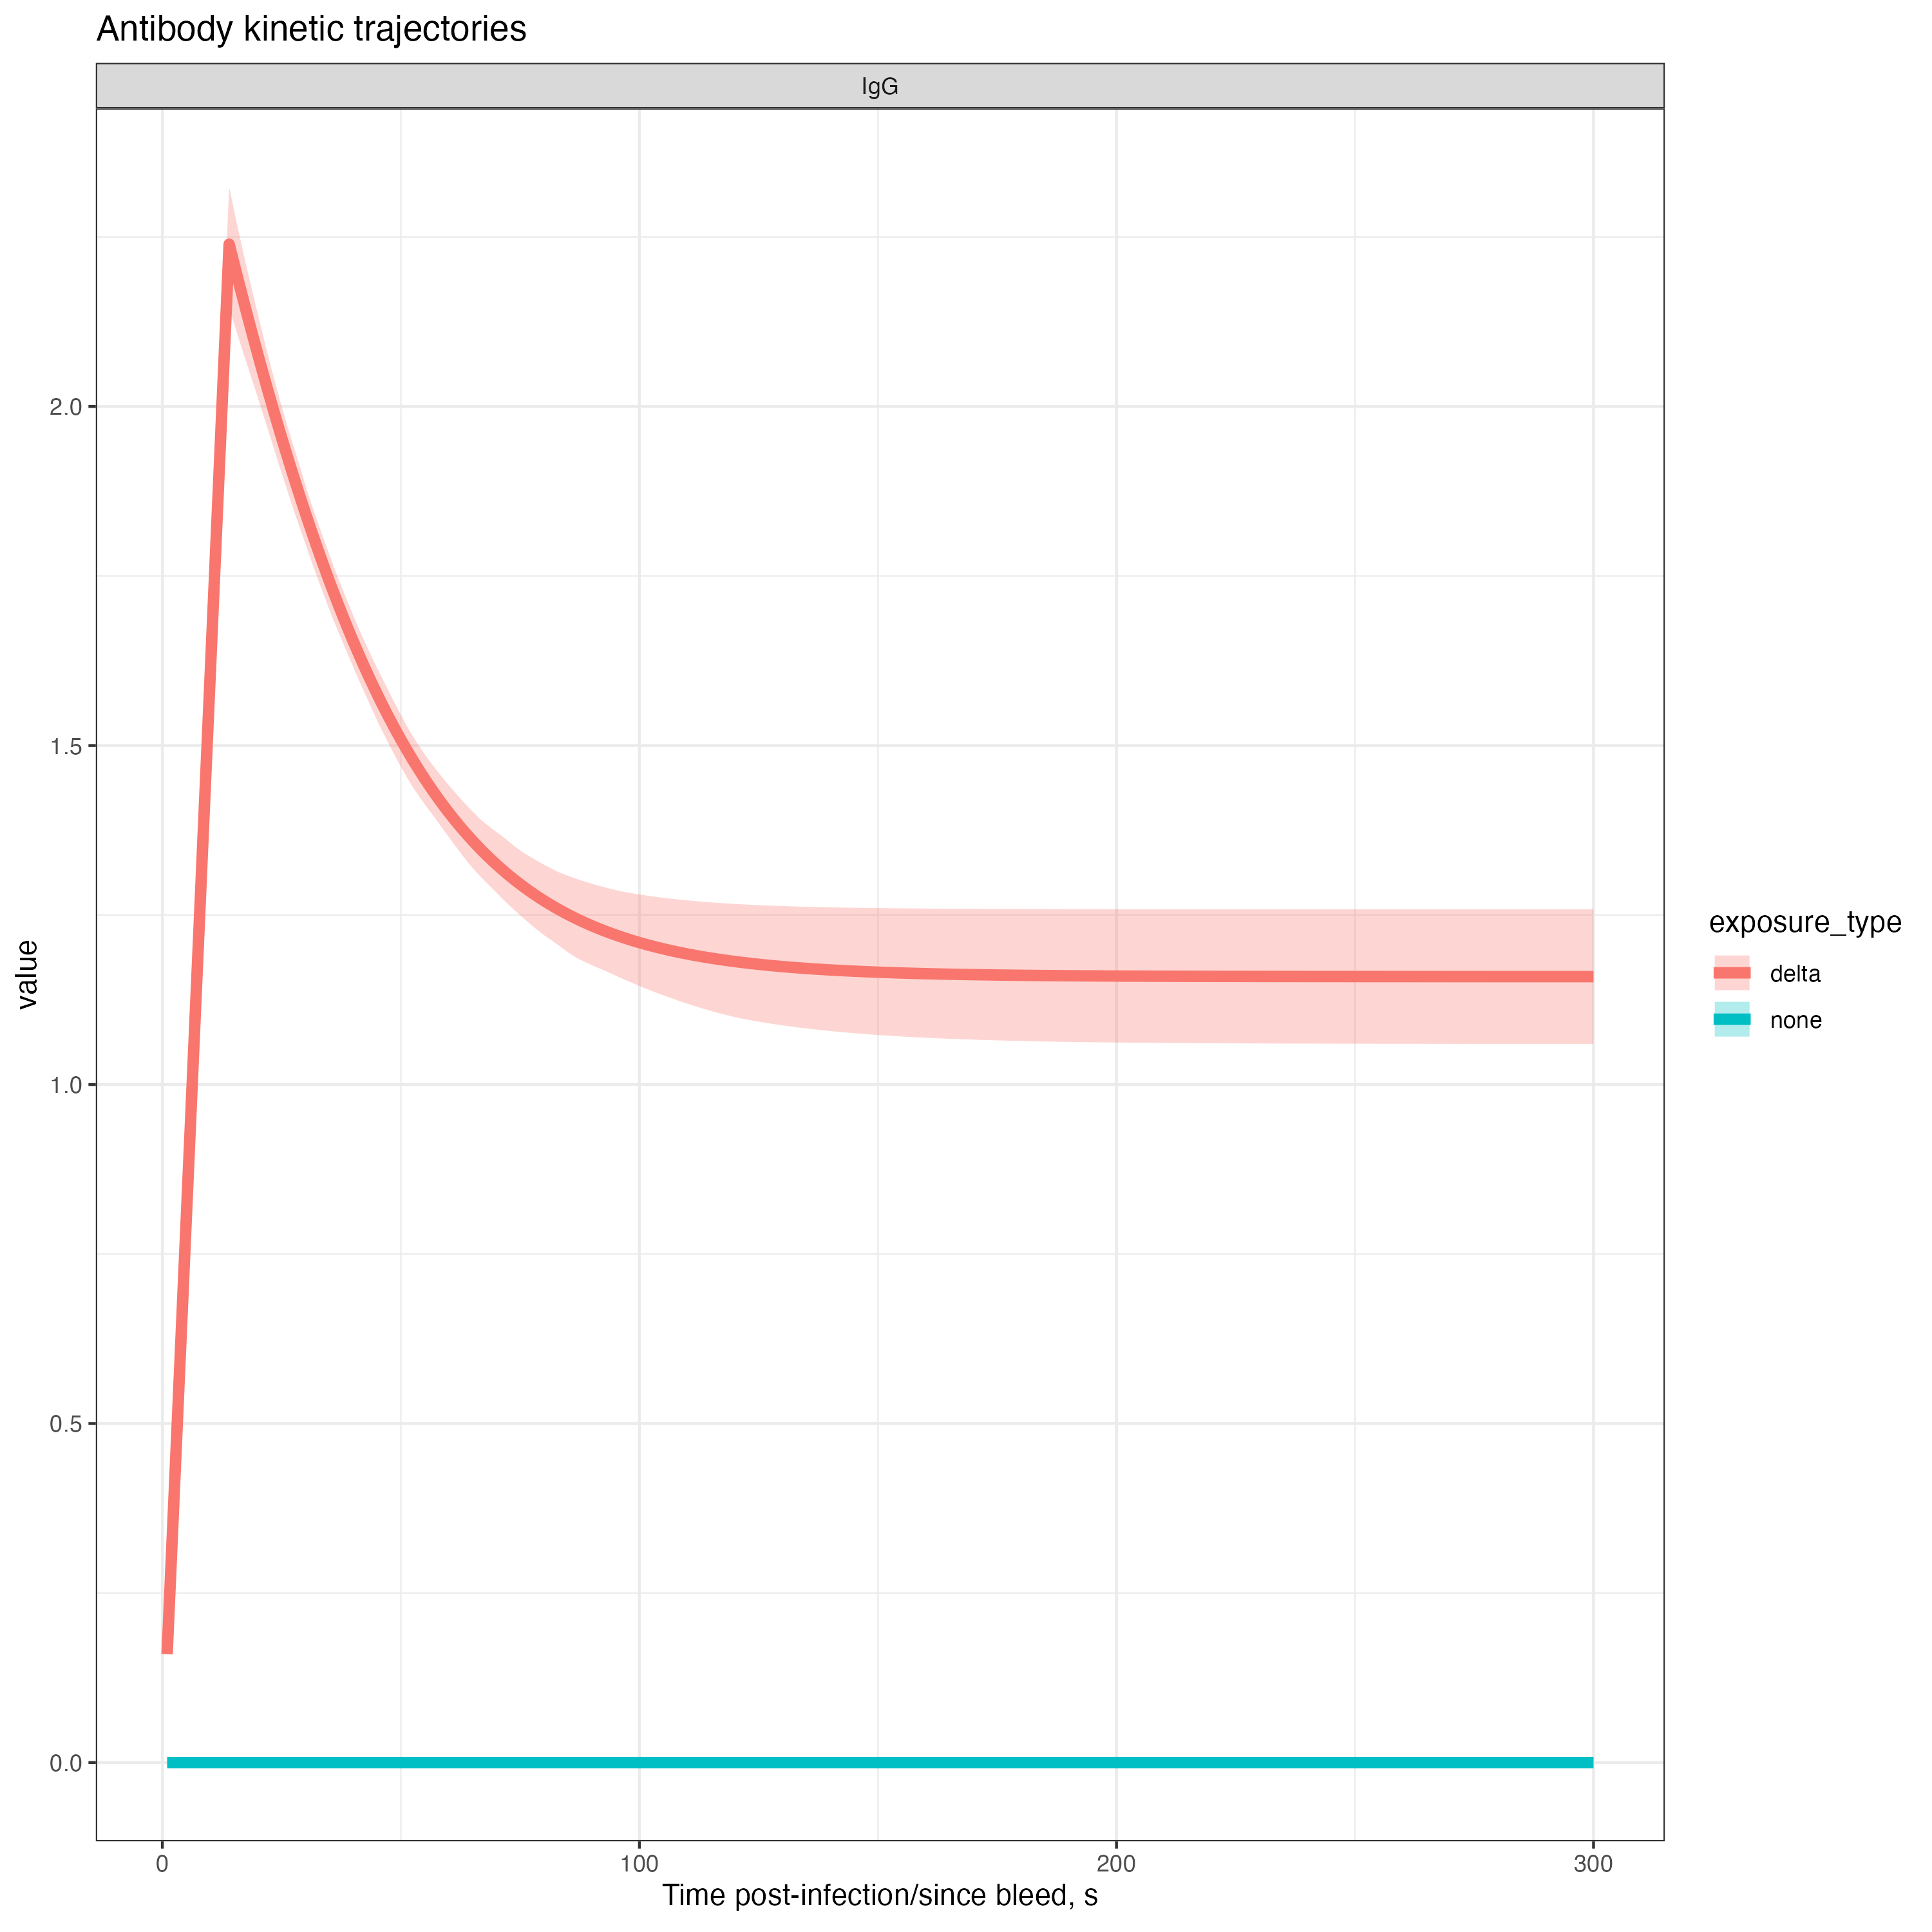 Antibody kinetic trajectories
IgG
value
2.0
1.5
1.0
0.5
0.0
0 100 200 300
Time post-infection/since bleed, s
exposure_type
delta
none